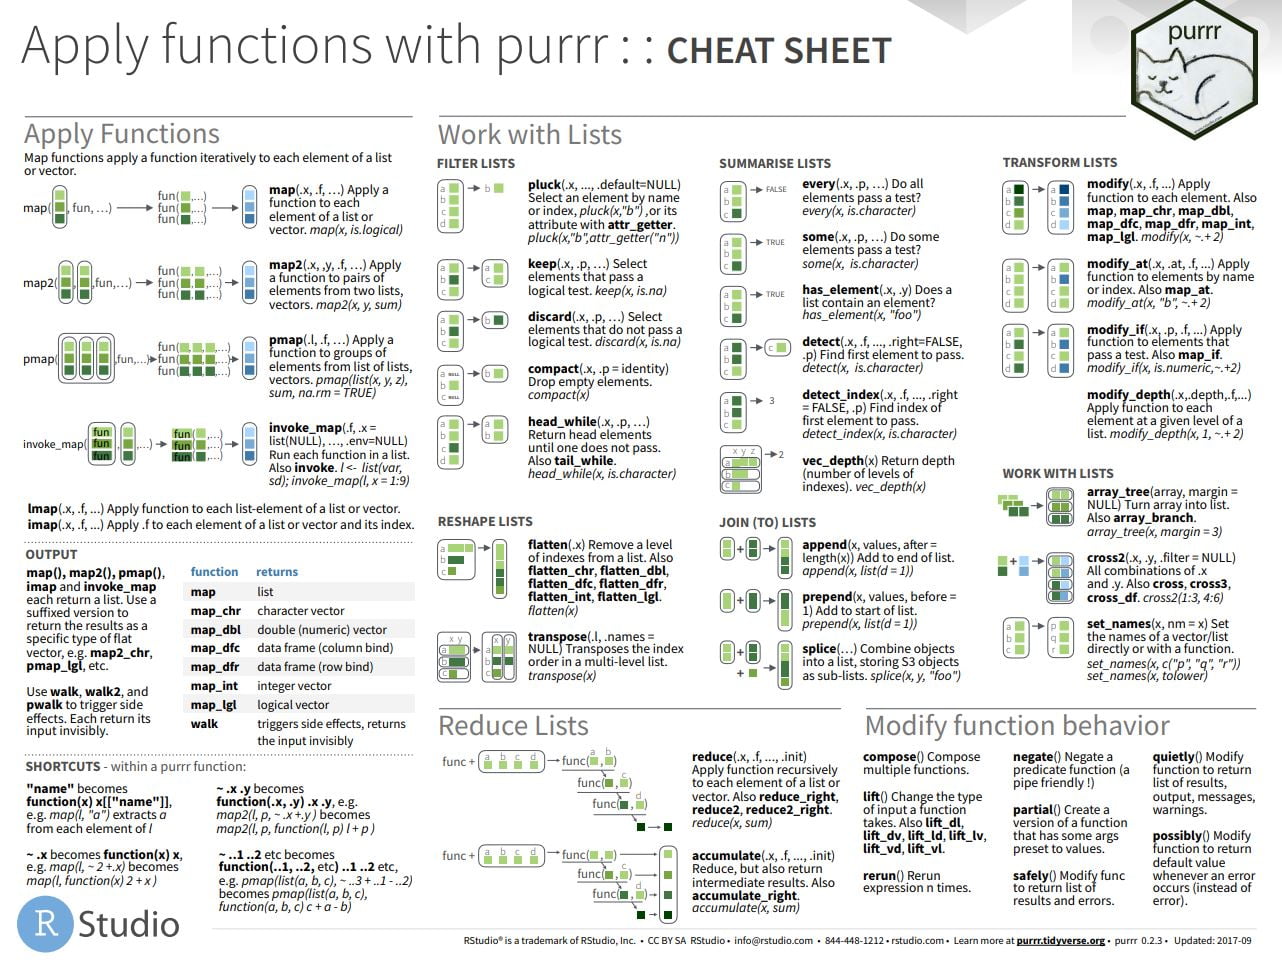 Apply functions with purrr : : CHEAT SHEET
purrr
Apply Functions
Map functions apply a function iteratively to each element of a list
or vector.
map( , fun, …)
fun( ,…)
fun( ,…)
fun( ,…)
map(.x, .f, …) Apply a
function to each
element of a list or
vector. map(x, is.logical)
map2( , ,fun,…)
fun( , ,…)
fun( , ,…)
fun( , ,…)
map2(.x, ,y, .f, …) Apply
a function to pairs of
elements from two lists,
vectors. map2(x, y, sum)
pmap( ,fun,…)
fun( , , ,…)
fun( , , ,…)
fun( , , ,…)
pmap(.l, .f, …) Apply a
function to groups of
elements from list of lists,
vectors. pmap(list(x, y, z),
sum, na.rm = TRUE)
invoke_map( , ,…)
fun
fun
fun
fun( ,…)
fun( ,…)
fun( ,…)
invoke_map(.f, .x =
list(NULL), …, .env=NULL)
Run each function in a list.
Also invoke. l <- list(var,
sd); invoke_map(l, x = 1:9)
lmap(.x, .f, ...) Apply function to each list-element of a list or vector.
imap(.x, .f, ...) Apply .f to each element of a list or vector and its index.
OUTPUT
map(), map2(), pmap(),
imap and invoke_map
each return a list. Use a
suffixed version to
return the results as a
specific type of flat
vector, e.g. map2_chr,
pmap_lgl, etc.
Use walk, walk2, and
pwalk to trigger side
effects. Each return its
input invisibly.
function returns
map list
map_chr character vector
map_dbl double (numeric) vector
map_dfc data frame (column bind)
map_dfr data frame (row bind)
map_int integer vector
map_lgl logical vector
walk triggers side effects, returns
the input invisibly
SHORTCUTS - within a purrr function:
"name" becomes
function(x) x[["name"]],
e.g. map(l, "a") extracts a
from each element of l
~ .x .y becomes
function(.x, .y) .x .y, e.g.
map2(l, p, ~ .x +.y ) becomes
map2(l, p, function(l, p) l + p )
~ .x becomes function(x) x,
e.g. map(l, ~ 2 +.x) becomes
map(l, function(x) 2 + x )
~ ..1 ..2 etc becomes
function(..1, ..2, etc) ..1 ..2 etc,
e.g. pmap(list(a, b, c), ~ ..3 + ..1 - ..2)
becomes pmap(list(a, b, c),
function(a, b, c) c + a - b)
Work with Lists
FILTER LISTS
a
b
c
d
b
pluck(.x, ..., .default=NULL)
Select an element by name
or index, pluck(x,"b") ,or its
attribute with attr_getter.
pluck(x,"b",attr_getter("n"))
a
b
c
a
c
keep(.x, .p, …) Select
elements that pass a
logical test. keep(x, is.na)
a
b
c
b
discard(.x, .p, …) Select
elements that do not pass a
logical test. discard(x, is.na)
a NULL
b
c NULL
b
compact(.x, .p = identity)
Drop empty elements.
compact(x)
a
b
c
d
a
b
head_while(.x, .p, …)
Return head elements
until one does not pass.
Also tail_while.
head_while(x, is.character)
SUMMARISE LISTS
a
b
c
FALSE
every(.x, .p, …) Do all
elements pass a test?
every(x, is.character)
a
b
c
TRUE
some(.x, .p, …) Do some
elements pass a test?
some(x, is.character)
a
b
c
TRUE
has_element(.x, .y) Does a
list contain an element?
has_element(x, "foo")
a
b
c
c
detect(.x, .f, ..., .right=FALSE,
.p) Find first element to pass.
detect(x, is.character)
a
b
c
3
detect_index(.x, .f, ..., .right
= FALSE, .p) Find index of
first element to pass.
detect_index(x, is.character)
x y z
a
b
c
2
vec_depth(x) Return depth
(number of levels of
indexes). vec_depth(x)
TRANSFORM LISTS
a
b
c
d
a
b
c
d
modify(.x, .f, ...) Apply
function to each element. Also
map, map_chr, map_dbl,
map_dfc, map_dfr, map_int,
map_lgl. modify(x, ~.+ 2)
a
b
c
d
a
b
c
d
modify_at(.x, .at, .f, ...) Apply
function to elements by name
or index. Also map_at.
modify_at(x, "b", ~.+ 2)
a
b
c
d
a
b
c
d
modify_if(.x, .p, .f, ...) Apply
function to elements that
pass a test. Also map_if.
modify_if(x, is.numeric,~.+2)
modify_depth(.x,.depth,.f,...)
Apply function to each
element at a given level of a
list. modify_depth(x, 1, ~.+ 2)
WORK WITH LISTS
array_tree(array, margin =
NULL) Turn array into list.
Also array_branch.
array_tree(x, margin = 3)
+
cross2(.x, .y, .filter = NULL)
All combinations of .x
and .y. Also cross, cross3,
cross_df. cross2(1:3, 4:6)
a
b
c
p
q
r
set_names(x, nm = x) Set
the names of a vector/list
directly or with a function.
set_names(x, c("p", "q", "r"))
set_names(x, tolower)
RESHAPE LISTS
a
b
c
flatten(.x) Remove a level
of indexes from a list. Also
flatten_chr, flatten_dbl,
flatten_dfc, flatten_dfr,
flatten_int, flatten_lgl.
flatten(x)
x y
a
b
c
x y
a
b
c
transpose(.l, .names =
NULL) Transposes the index
order in a multi-level list.
transpose(x)
JOIN (TO) LISTS
+
append(x, values, after =
length(x)) Add to end of list.
append(x, list(d = 1))
+
prepend(x, values, before =
1) Add to start of list.
prepend(x, list(d = 1))
+
+
splice(…) Combine objects
into a list, storing S3 objects
as sub-lists. splice(x, y, "foo")
Reduce Lists
func +
a b c d
a b
func( , )
c
func( , )
d
func( , )
reduce(.x, .f, ..., .init)
Apply function recursively
to each element of a list or
vector. Also reduce_right,
reduce2, reduce2_right.
reduce(x, sum)
func +
a b c d
func( , )
c
func( , )
d
func( , )
accumulate(.x, .f, ..., .init)
Reduce, but also return
intermediate results. Also
accumulate_right.
accumulate(x, sum)
Modify function behavior
compose() Compose
multiple functions.
lift() Change the type
of input a function
takes. Also lift_dl,
lift_dv, lift_ld, lift_lv,
lift_vd, lift_vl.
rerun() Rerun
expression n times.
negate() Negate a
predicate function (a
pipe friendly !)
partial() Create a
version of a function
that has some args
preset to values.
safely() Modify func
to return list of
results and errors.
quietly() Modify
function to return
list of results,
output, messages,
warnings.
possibly() Modify
function to return
default value
whenever an error
occurs (instead of
error).
R Studio
RStudio® is a trademark of RStudio, Inc. • CC BY SA RStudio • info@rstudio.com • 844-448-1212 • rstudio.com • Learn more at purrr.tidyverse.org • purrr 0.2.3 • Updated: 2017-09